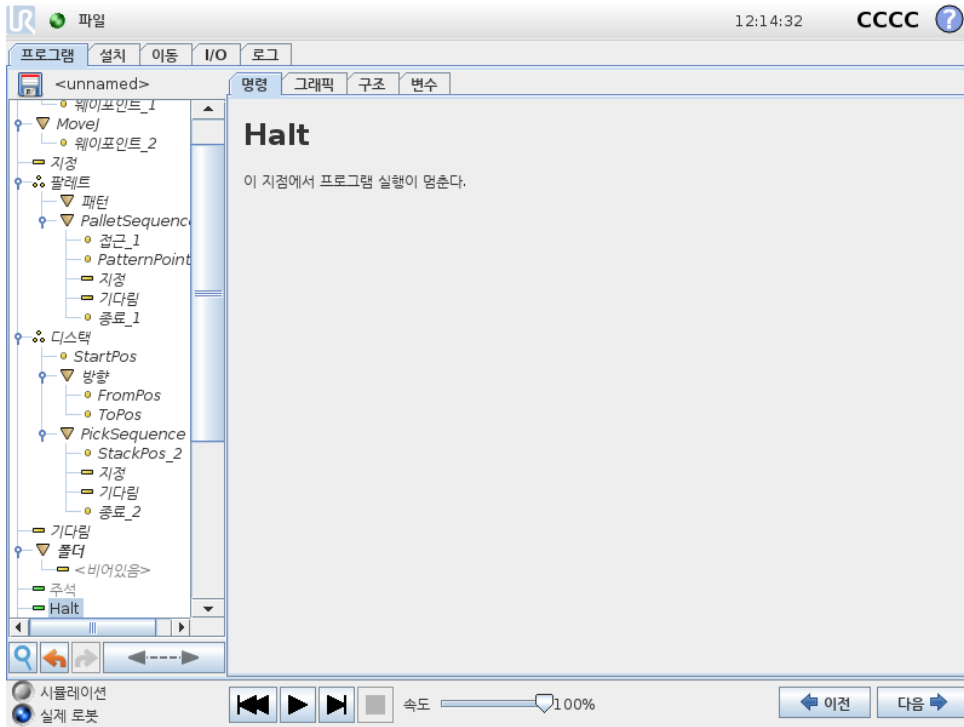 UR 파일 12:14:32 CCCC ?
프로그램 설치 이동 I/O 로그
<unnamed> 명령 그래픽 구조 변수
웨이포인트_1
MoveJ
웨이포인트_2
지정
팔레트
패턴
PalletSequenc
접근_1
PatternPoint
지정
기다림
종료_1
디스택
StartPos
방향
FromPos
ToPos
PickSequence
StackPos_2
지정
기다림
종료_2
기다림
폴더
<비어있음>
주석
Halt
Halt
이 지점에서 프로그램 실행이 멈춘다.
시뮬레이션
실제 로봇
속도 100%
이전 다음